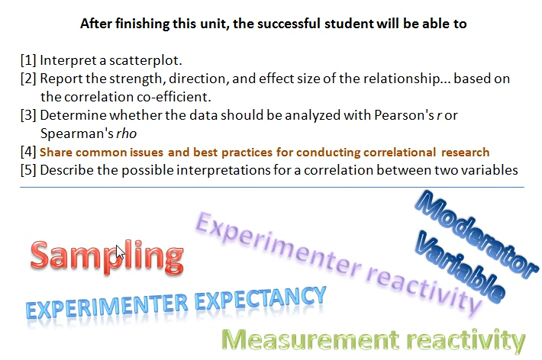 After finishing this unit, the successful student will be able to
[1] Interpret a scatterplot.
[2] Report the strength, direction, and effect size of the relationship... based on
the correlation co-efficient.
[3] Determine whether the data should be analyzed with Pearson's r or
Spearman's rho
[4] Share common issues and best practices for conducting correlational research
[5] Describe the possible interpretations for a correlation between two variables
Sampling
Experimenter reactivity
Moderator
Variable
EXPERIMENTER EXPECTANCY
Measurement reactivity